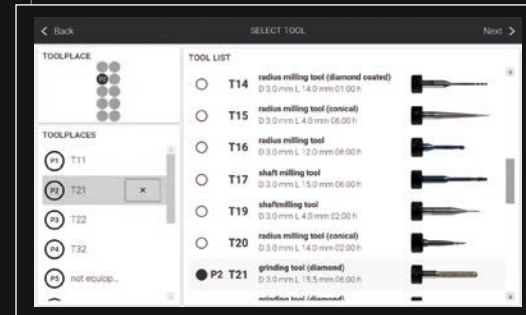 Back
SELECT TOOL
Next
TOOLPLACE
P2
TOOLPLACES
P1 T11
P2 T21 ×
P3 T22
P4 T32
P5 not equipp...
TOOL LIST
T14 radius milling tool (diamond coated)
D 3.0 mm L 14.0 mm 01:00 h
T15 radius milling tool (conical)
D 3.0 mm L 4.0 mm 06:00 h
T16 radius milling tool
D 3.0 mm L 12.0 mm 06:00 h
T17 shaft milling tool
D 3.0 mm L 15.0 mm 06:00 h
T19 shaftmilling tool
D 3.0 mm L 4.0 mm 02:00 h
T20 radius milling tool (conical)
D 3.0 mm L 14.0 mm 02:00 h
P2 T21 grinding tool (diamond)
D 3.0 mm L 15.5 mm 06:00 h
grinding tool (diamond)